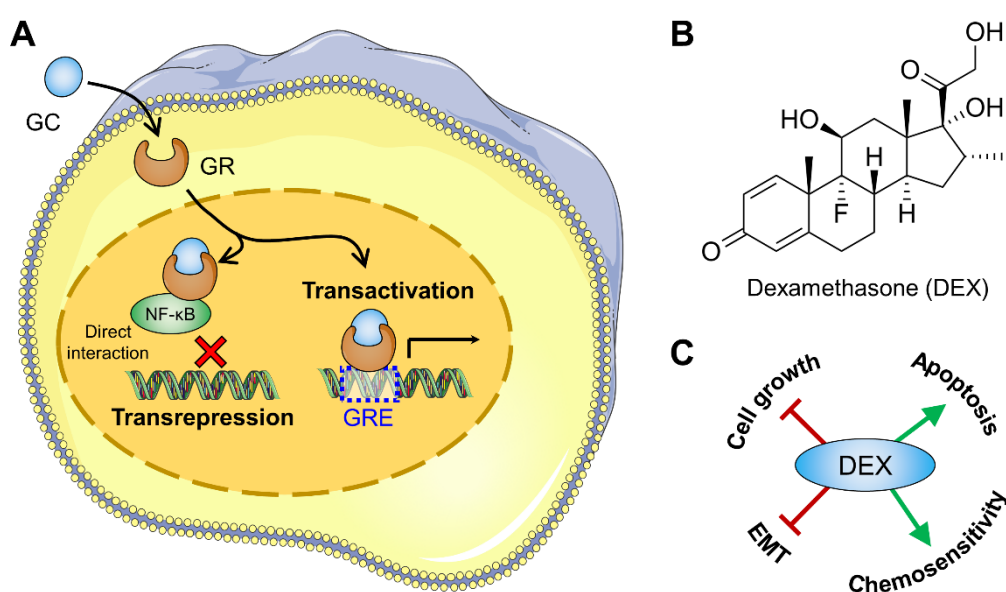 A
GC
GR
NF-κB
Direct
interaction
Transrepression
Transactivation
GRE
B
OH
O
OH
HO
H
F
H
O
Dexamethasone (DEX)
C
Cell growth
Apoptosis
DEX
EMT
Chemosensitivity